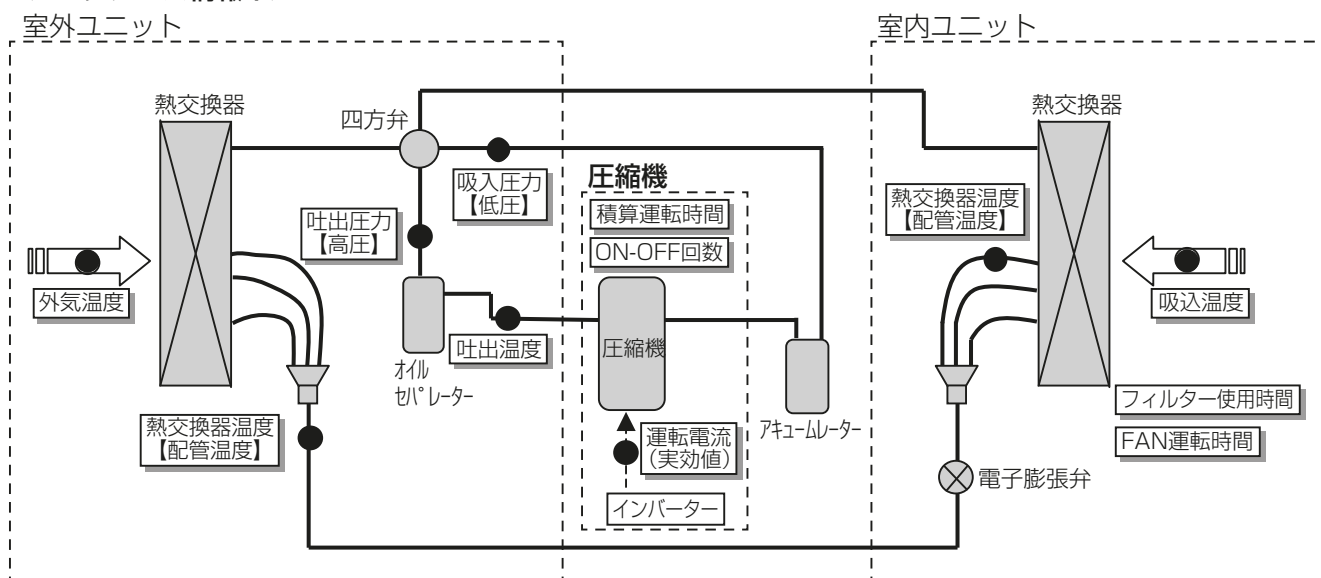 室外ユニット
室内ユニット
熱交換器
四方弁
熱交換器
吸入圧力
【低圧】
圧縮機
積算運転時間
ON-OFF回数
熱交換器温度
【配管温度】
吐出圧力
【高圧】
外気温度
吸込温度
吐出温度
圧縮機
オイル
セパレーター
アキュームレーター
フィルター使用時間
FAN運転時間
熱交換器温度
【配管温度】
運転電流
(実効値)
電子膨張弁
インバーター